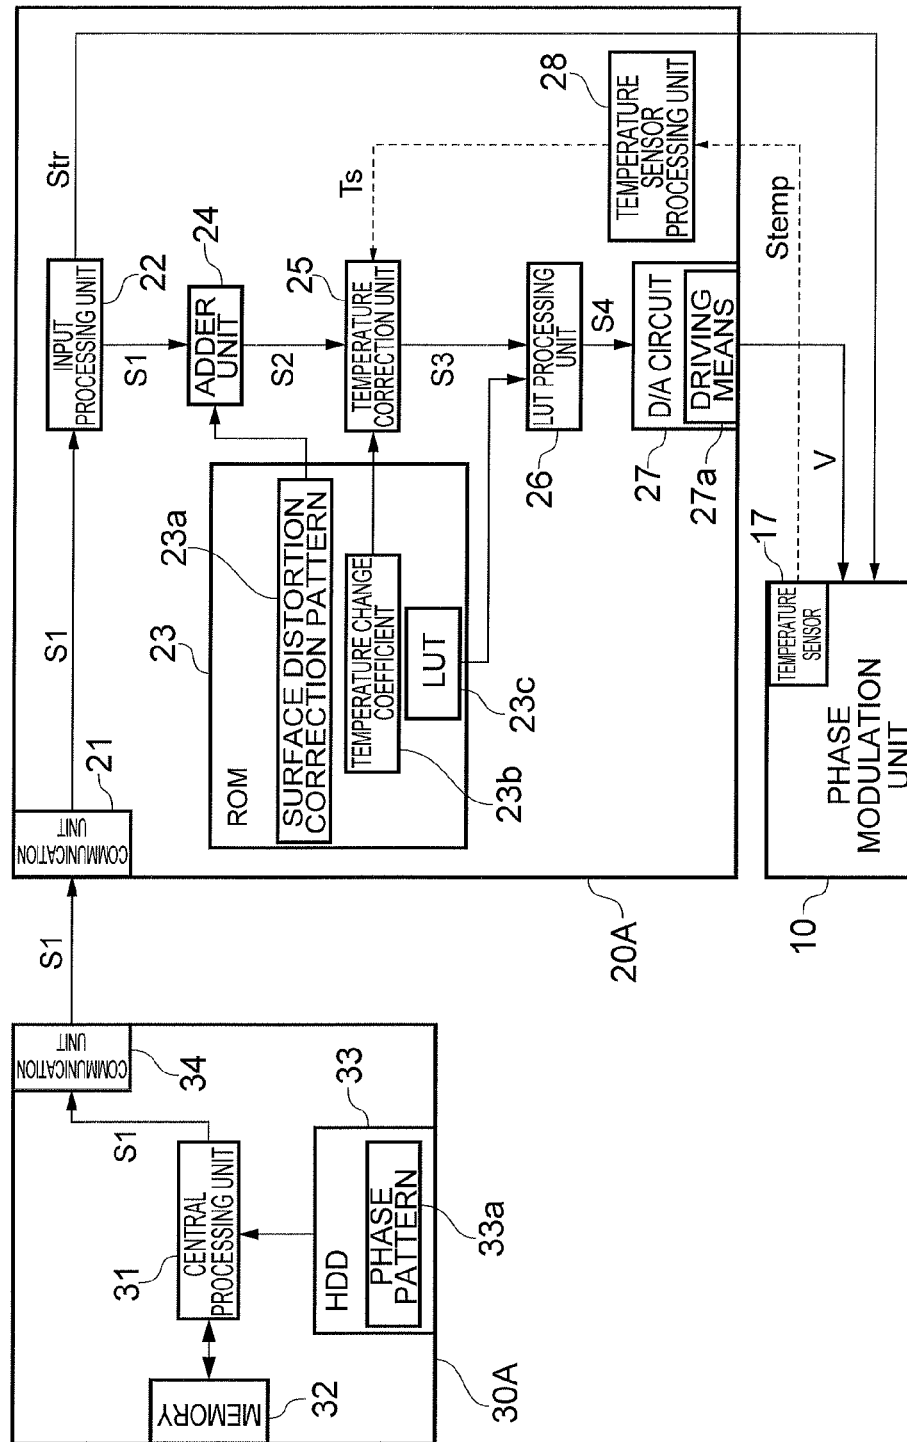 30A
MEMORY
32
31
CENTRAL
PROCESSING UNIT
HDD
33
PHASE
PATTERN
33a
S1
COMMUNICATION
UNIT
34
S1
COMMUNICATION
UNIT
21
S1
INPUT
PROCESSING UNIT
22
Str
S1
ADDER
UNIT
24
S2
ROM
23
SURFACE DISTORTION
CORRECTION PATTERN
23a
TEMPERATURE CHANGE
COEFFICIENT
23b
LUT
23c
TEMPERATURE
CORRECTION UNIT
25
Ts
S3
LUT PROCESSING
UNIT
26
S4
TEMPERATURE
SENSOR
PROCESSING UNIT
28
D/A CIRCUIT
27
DRIVING
MEANS
27a
20A
Stemp
V
TEMPERATURE
SENSOR
17
PHASE
MODULATION
UNIT
10